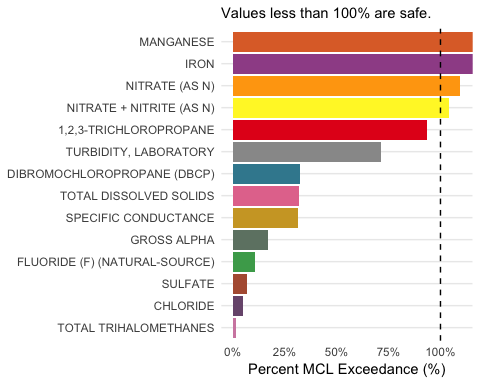 Values less than 100% are safe.
MANGANESE
IRON
NITRATE (AS N)
NITRATE + NITRITE (AS N)
1,2,3-TRICHLOROPROPANE
TURBIDITY, LABORATORY
DIBROMOCHLOROPROPANE (DBCP)
TOTAL DISSOLVED SOLIDS
SPECIFIC CONDUCTANCE
GROSS ALPHA
FLUORIDE (F) (NATURAL-SOURCE)
SULFATE
CHLORIDE
TOTAL TRIHALOMETHANES
0% 25% 50% 75% 100%
Percent MCL Exceedance (%)